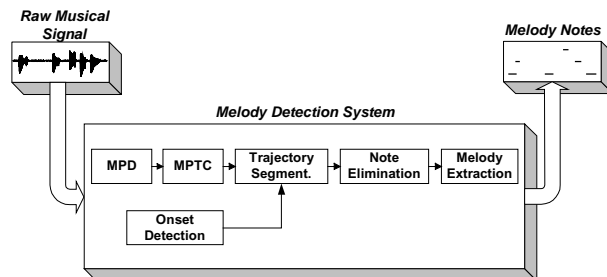 Raw Musical
Signal
Melody Notes
Melody Detection System
MPD
MPTC
Trajectory
Segment.
Note
Elimination
Melody
Extraction
Onset
Detection